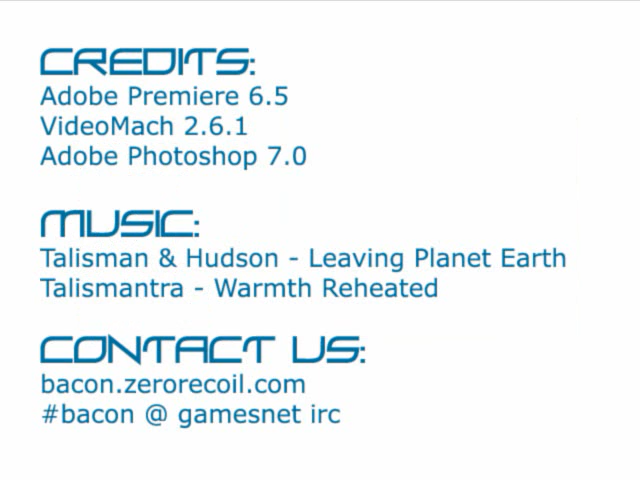 CREDITS:
Adobe Premiere 6.5
VideoMach 2.6.1
Adobe Photoshop 7.0
MUSIC:
Talisman & Hudson - Leaving Planet Earth
Talismantra - Warmth Reheated
CONTACT US:
bacon.zerorecoil.com
#bacon @ gamesnet irc